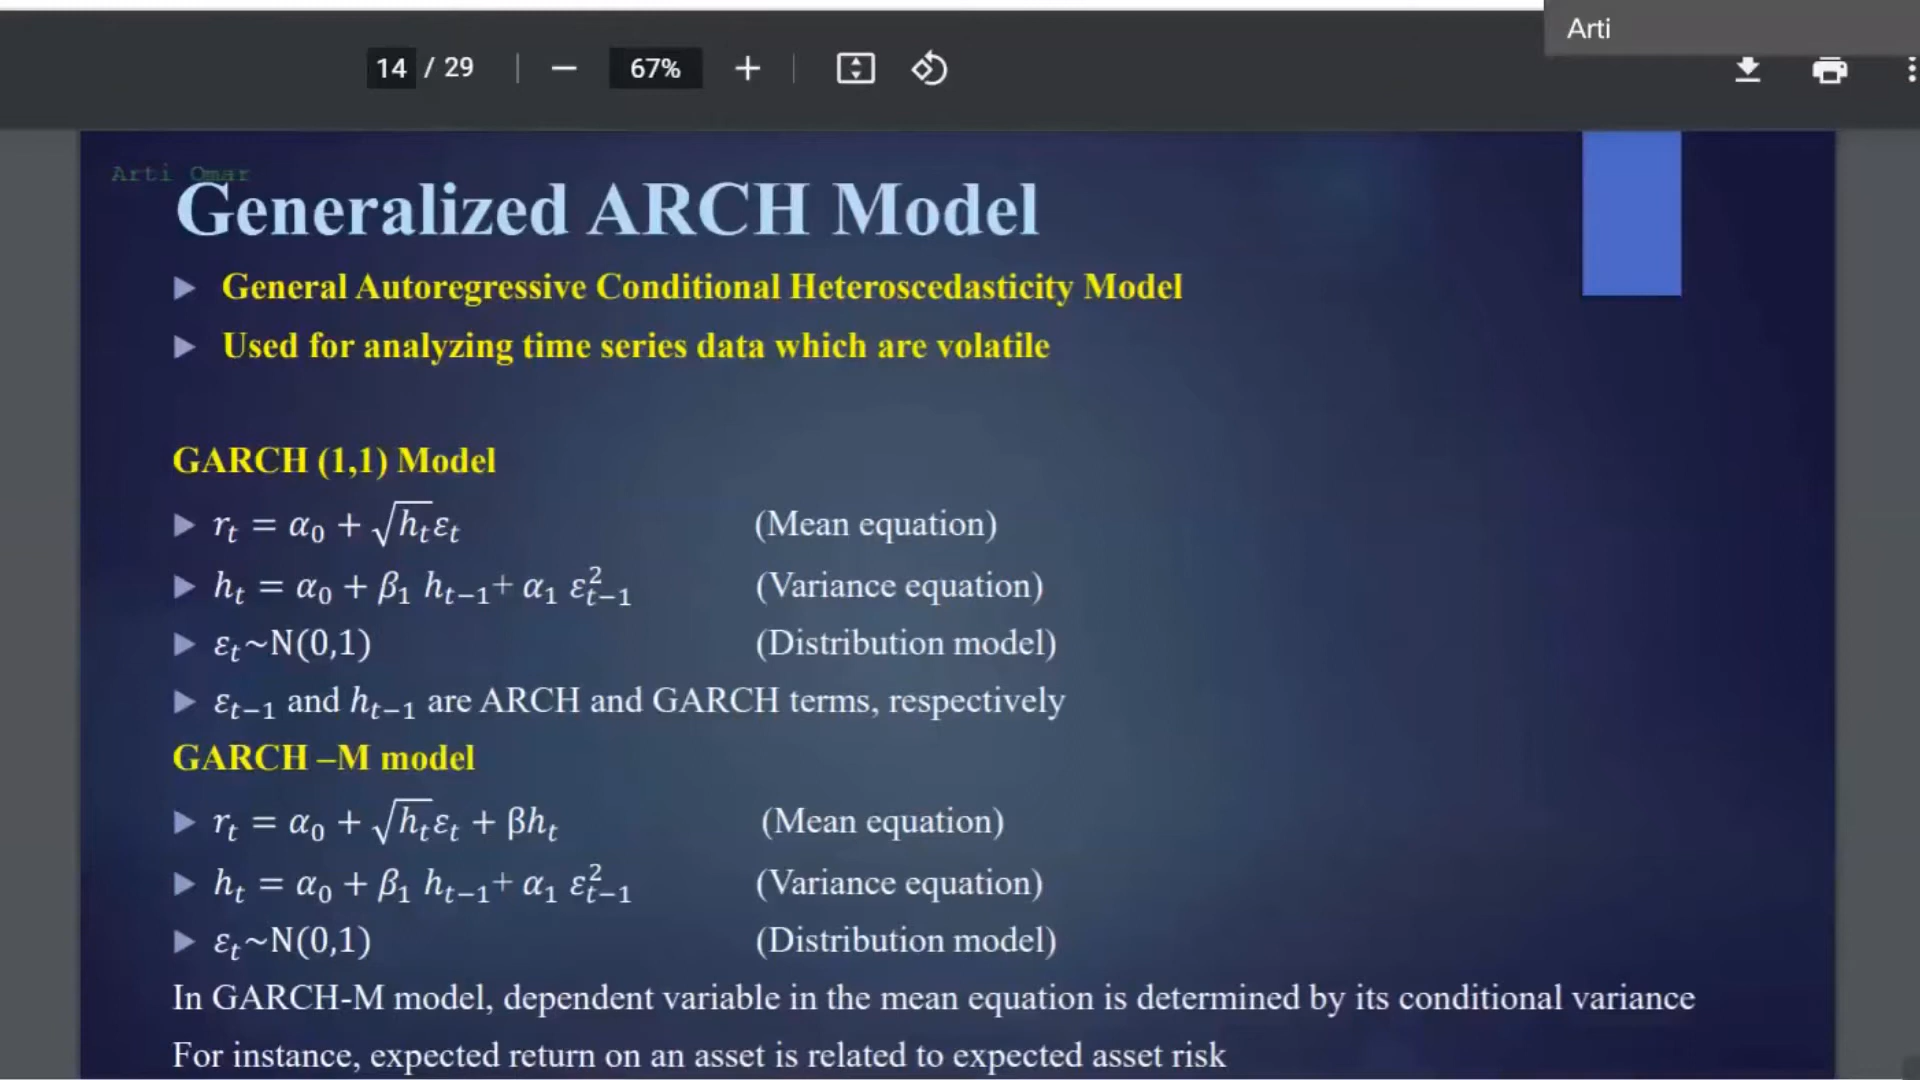 Arti
14 / 29
67%
Arti Omar
Generalized ARCH Model
General Autoregressive Conditional Heteroscedasticity Model
Used for analyzing time series data which are volatile
GARCH (1,1) Model
r_t = α_0 + √h_t ε_t (Mean equation)
h_t = α_0 + β_1 h_{t−1}+ α_1 ε²_{t−1} (Variance equation)
ε_t~N(0,1) (Distribution model)
ε_{t−1} and h_{t−1} are ARCH and GARCH terms, respectively
GARCH –M model
r_t = α_0 + √h_t ε_t + βh_t (Mean equation)
h_t = α_0 + β_1 h_{t−1}+ α_1 ε²_{t−1} (Variance equation)
ε_t~N(0,1) (Distribution model)
In GARCH-M model, dependent variable in the mean equation is determined by its conditional variance
For instance, expected return on an asset is related to expected asset risk